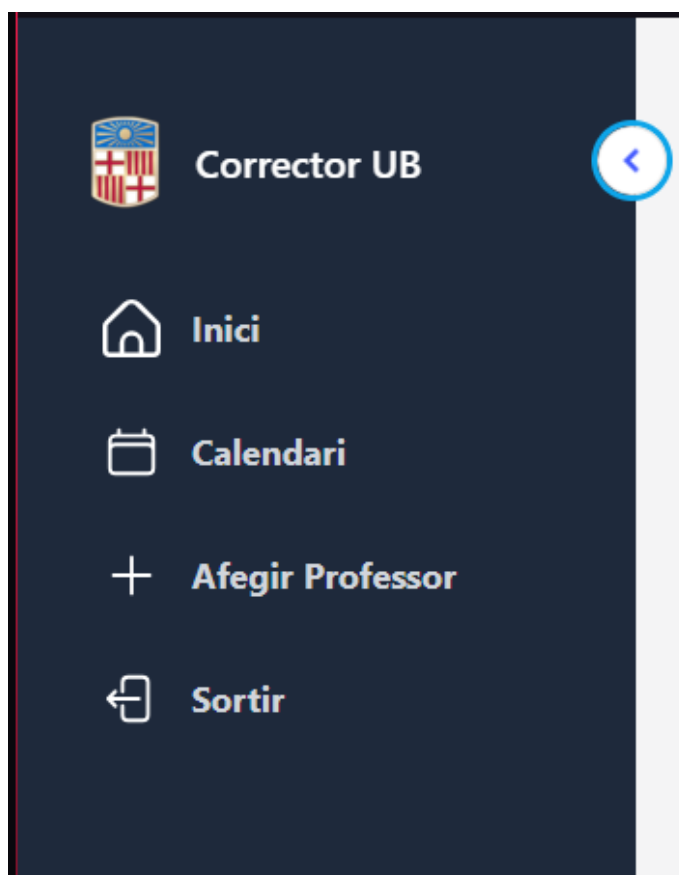 Corrector UB
Inici
Calendari
Afegir Professor
Sortir